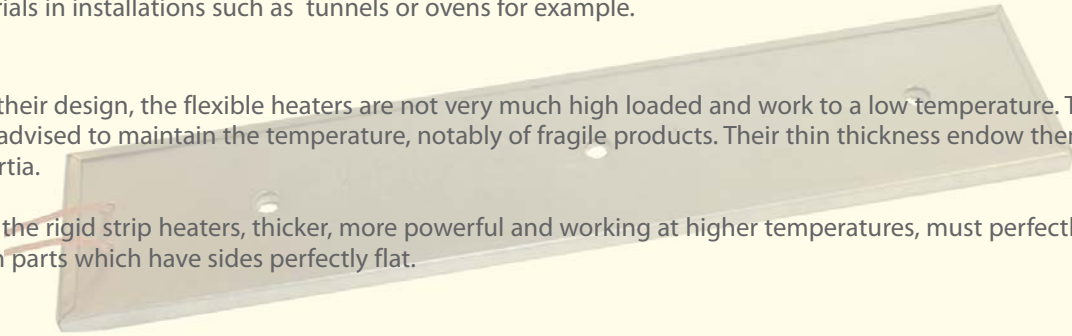 rials in installations such as tunnels or ovens for example.
their design, the flexible heaters are not very much high loaded and work to a low temperature. T
advised to maintain the temperature, notably of fragile products. Their thin thickness endow then
rtia.
the rigid strip heaters, thicker, more powerful and working at higher temperatures, must perfectl
parts which have sides perfectly flat.